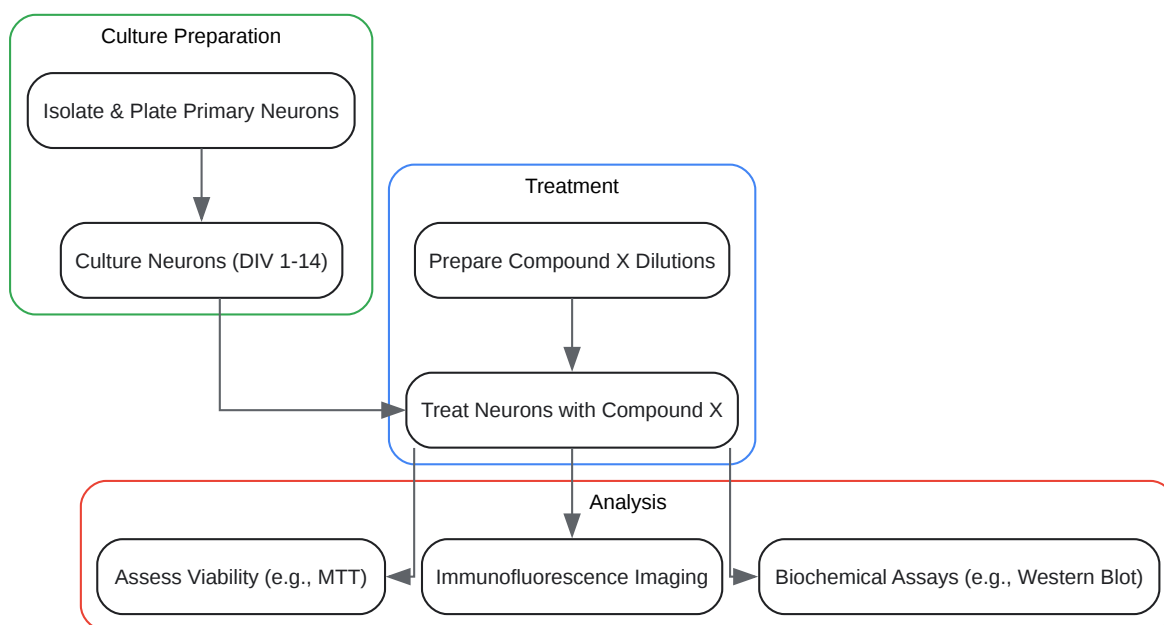 Culture Preparation
Isolate & Plate Primary Neurons
Culture Neurons (DIV 1-14)
Treatment
Prepare Compound X Dilutions
Treat Neurons with Compound X
Analysis
Assess Viability (e.g., MTT)
Immunofluorescence Imaging
Biochemical Assays (e.g., Western Blot)